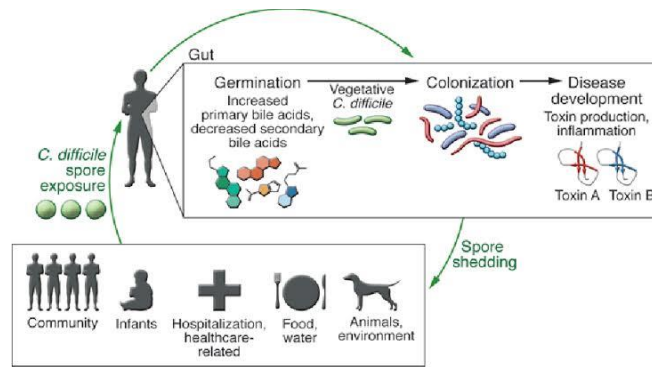 Gut
Germination
Increased
primary bile acids,
decreased secondary
bile acids
Vegetative
C. difficile
Colonization
Disease
development
Toxin production,
inflammation
Toxin A
Toxin B
C. difficile
spore
exposure
Spore
shedding
Community
Infants
Hospitalization,
healthcare-
related
Food,
water
Animals,
environment